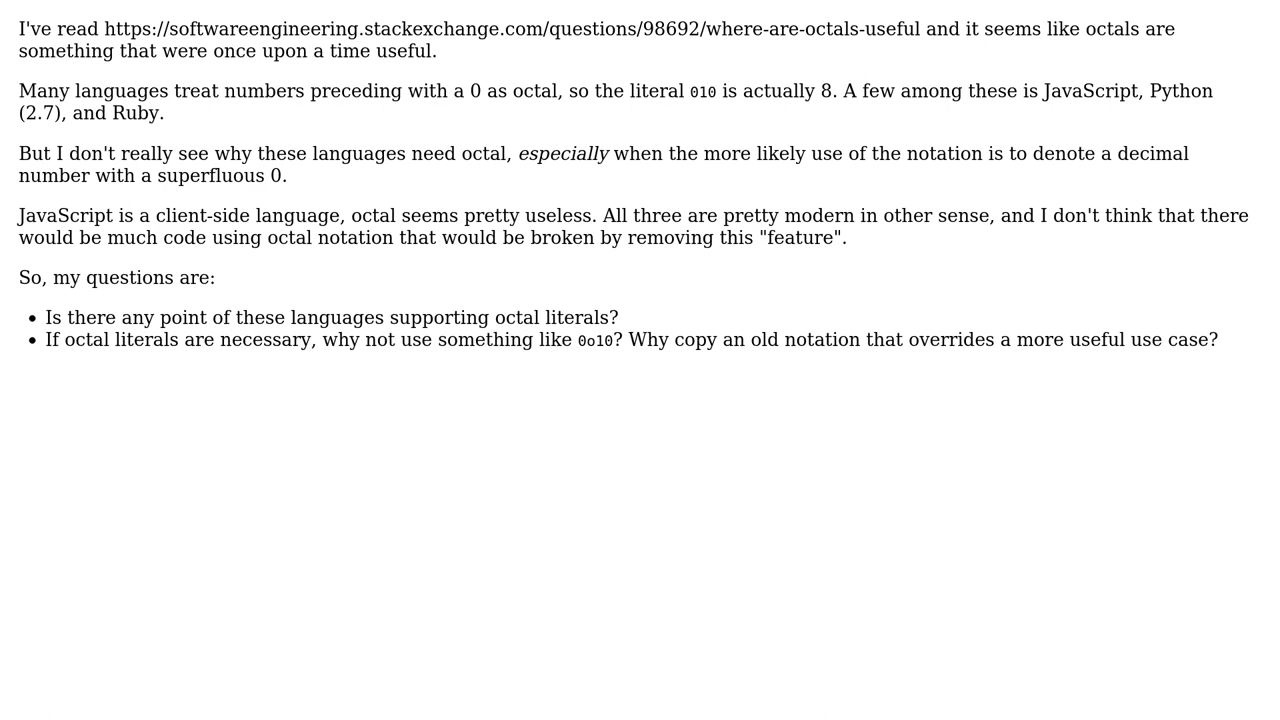 I've read https://softwareengineering.stackexchange.com/questions/98692/where-are-octals-useful and it seems like octals are
something that were once upon a time useful.
Many languages treat numbers preceding with a 0 as octal, so the literal 010 is actually 8. A few among these is JavaScript, Python
(2.7), and Ruby.
But I don't really see why these languages need octal, especially when the more likely use of the notation is to denote a decimal
number with a superfluous 0.
JavaScript is a client-side language, octal seems pretty useless. All three are pretty modern in other sense, and I don't think that there
would be much code using octal notation that would be broken by removing this "feature".
So, my questions are:
• Is there any point of these languages supporting octal literals?
• If octal literals are necessary, why not use something like 0o10? Why copy an old notation that overrides a more useful use case?